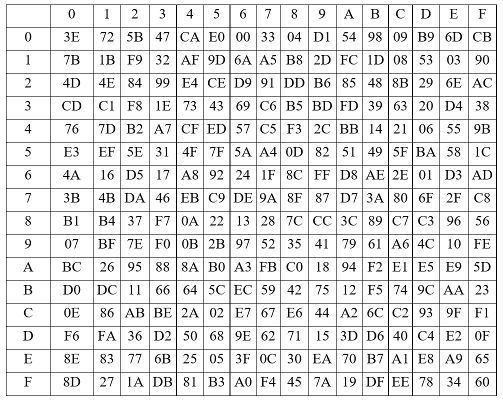 0 1 2 3 4 5 6 7 8 9 A B C D E F
0 3E 72 5B 47 CA E0 00 33 04 D1 54 98 09 B9 6D CB
1 7B 1B F9 32 AF 9D 6A A5 B8 2D FC 1D 08 53 03 90
2 4D 4E 84 99 E4 CE D9 91 DD B6 85 48 8B 29 6E AC
3 CD C1 F8 1E 73 43 69 C6 B5 BD FD 39 63 20 D4 38
4 76 7D B2 A7 CF ED 57 C5 F3 2C BB 14 21 06 55 9B
5 E3 EF 5E 31 4F 7F 5A A4 0D 82 51 49 5F BA 58 1C
6 4A 16 D5 17 A8 92 24 1F 8C FF D8 AE 2E 01 D3 AD
7 3B 4B DA 46 EB C9 DE 9A 8F 87 D7 3A 80 6F 2F C8
8 B1 B4 37 F7 0A 22 13 28 7C CC 3C 89 C7 C3 96 56
9 07 BF 7E F0 0B 2B 97 52 35 41 79 61 A6 4C 10 FE
A BC 26 95 88 8A B0 A3 FB C0 18 94 F2 E1 E5 E9 5D
B D0 DC 11 66 64 5C EC 59 42 75 12 F5 74 9C AA 23
C 0E 86 AB BE 2A 02 E7 67 E6 44 A2 6C C2 93 9F F1
D F6 FA 36 D2 50 68 9E 62 71 15 3D D6 40 C4 E2 0F
E 8E 83 77 6B 25 05 3F 0C 30 EA 70 B7 A1 E8 A9 65
F 8D 27 1A DB 81 B3 A0 F4 45 7A 19 DF EE 78 34 60